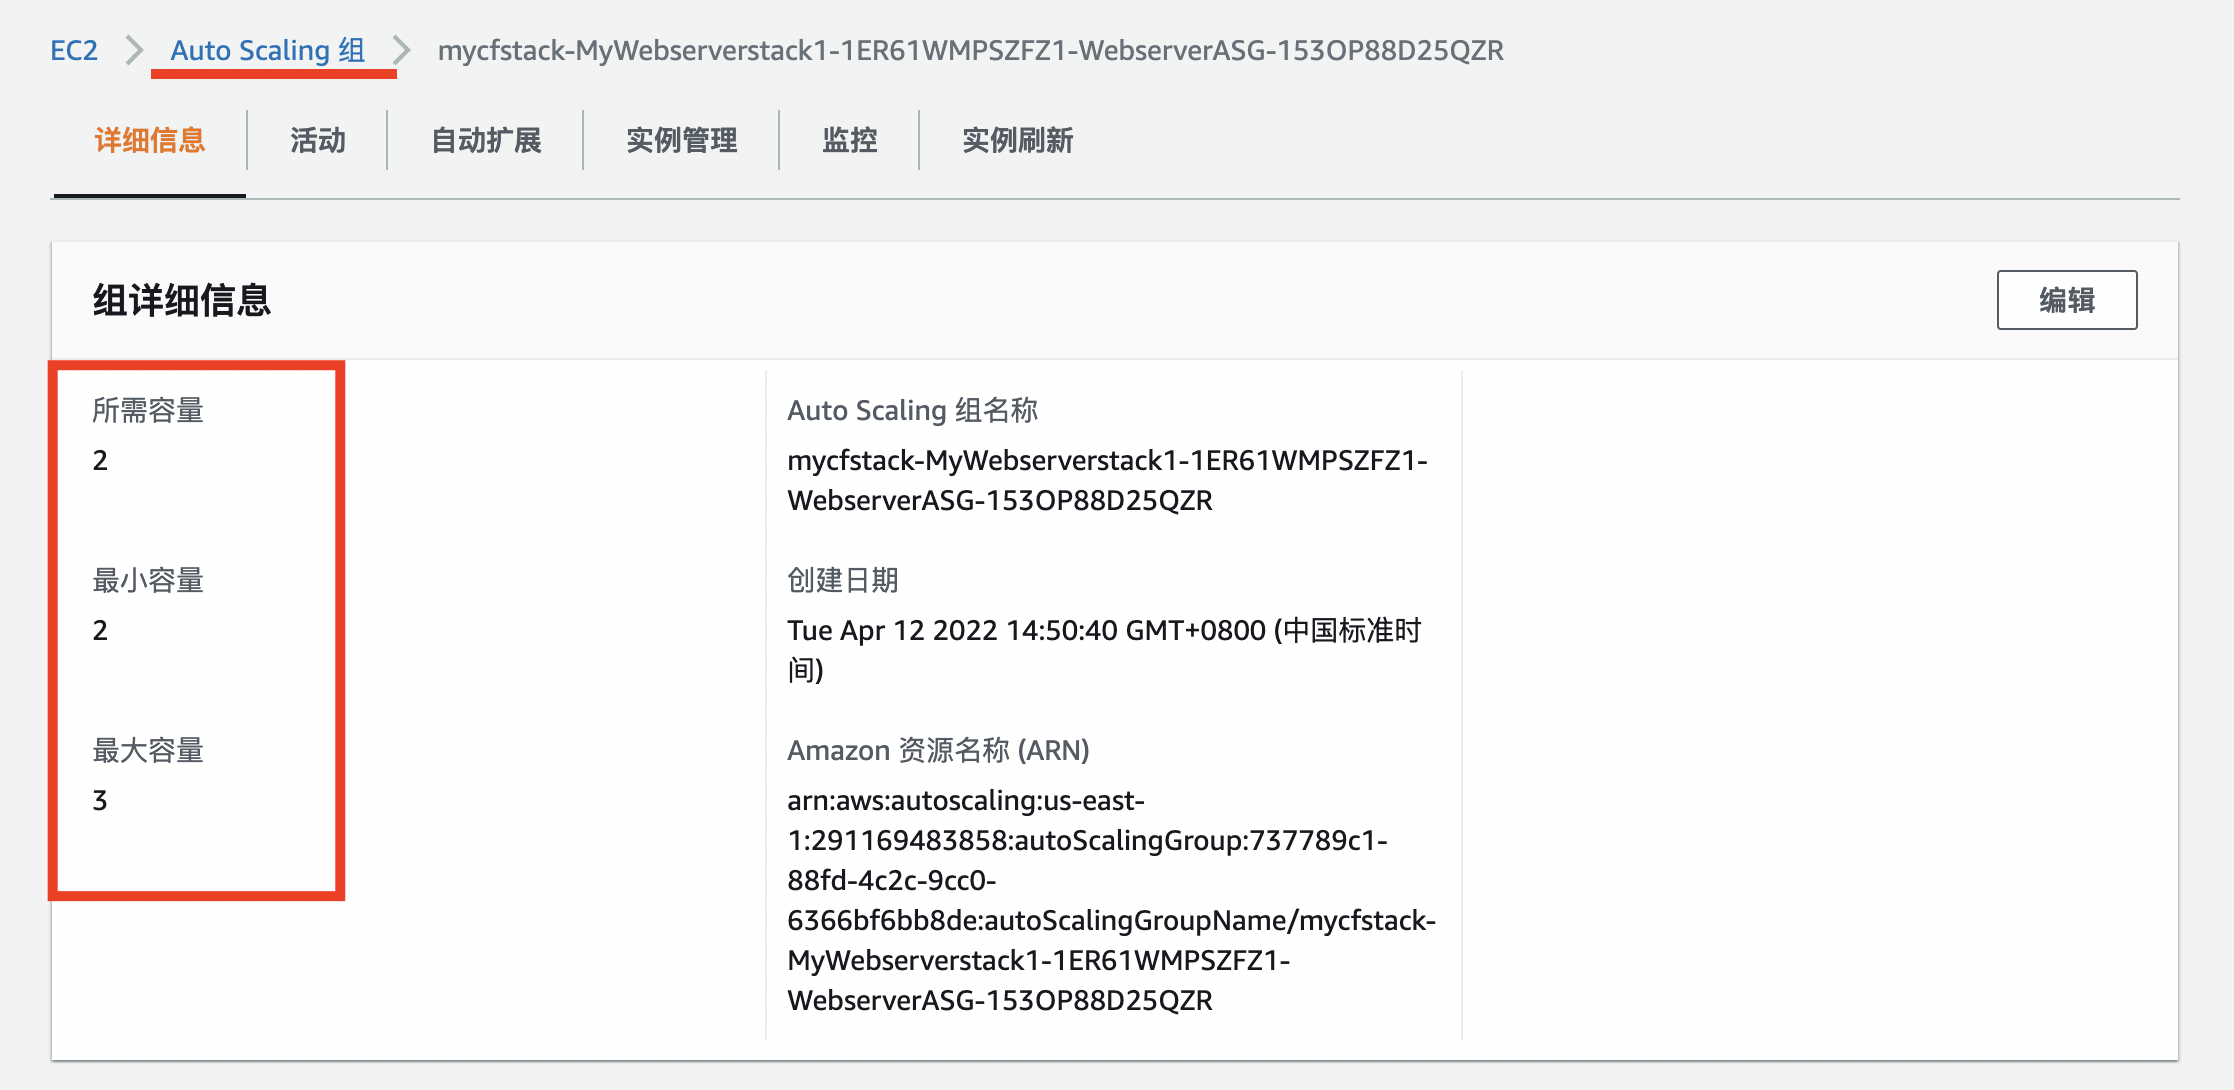 EC2 Auto Scaling 组 mycfstack-MyWebserverstack1-1ER61WMPSZFZ1-WebserverASG-153OP88D25QZR
详细信息 活动 自动扩展 实例管理 监控 实例刷新
组详细信息
编辑
所需容量
2
最小容量
2
最大容量
3
Auto Scaling 组名称
mycfstack-MyWebserverstack1-1ER61WMPSZFZ1-
WebserverASG-153OP88D25QZR
创建日期
Tue Apr 12 2022 14:50:40 GMT+0800 (中国标准时
间)
Amazon 资源名称 (ARN)
arn:aws:autoscaling:us-east-
1:291169483858:autoScalingGroup:737789c1-
88fd-4c2c-9cc0-
6366bf6bb8de:autoScalingGroupName/mycfstack-
MyWebserverstack1-1ER61WMPSZFZ1-
WebserverASG-153OP88D25QZR